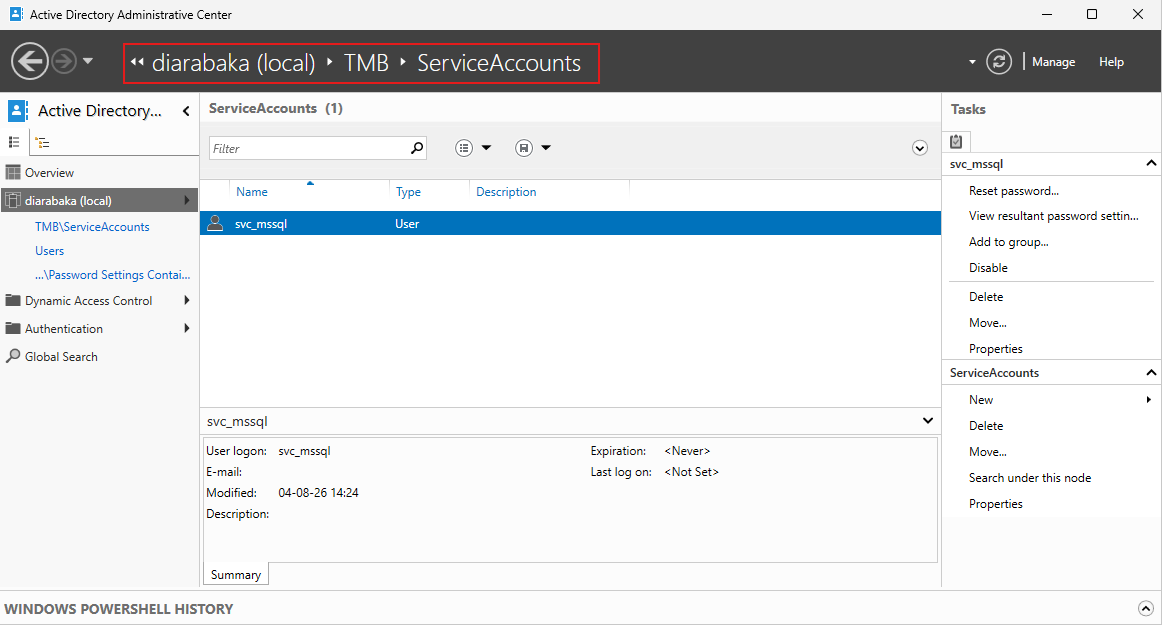 Active Directory Administrative Center
diarabaka (local) TMB ServiceAccounts
Manage Help
Active Directory...
Overview
diarabaka (local)
TMB\ServiceAccounts
Users
...\Password Settings Contai...
Dynamic Access Control
Authentication
Global Search
ServiceAccounts (1)
Filter
Name Type Description
svc_mssql User
svc_mssql
User logon: svc_mssql Expiration: <Never>
E-mail: Last log on: <Not Set>
Modified: 04-08-26 14:24
Description:
Summary
Tasks
svc_mssql
Reset password...
View resultant password settin...
Add to group...
Disable
Delete
Move...
Properties
ServiceAccounts
New
Delete
Move...
Search under this node
Properties
WINDOWS POWERSHELL HISTORY